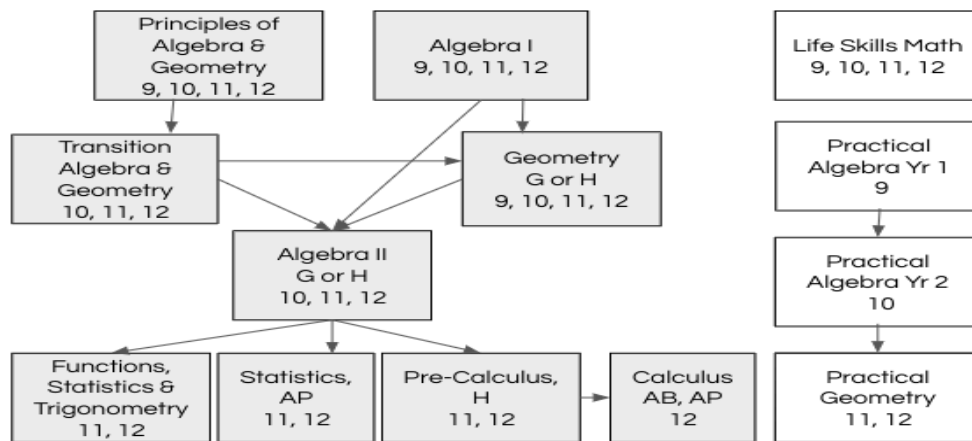 Principles of
Algebra &
Geometry
9, 10, 11, 12
Algebra I
9, 10, 11, 12
Life Skills Math
9, 10, 11, 12
Transition
Algebra &
Geometry
10, 11, 12
Geometry
G or H
9, 10, 11, 12
Practical
Algebra Yr 1
9
Algebra II
G or H
10, 11, 12
Practical
Algebra Yr 2
10
Functions,
Statistics &
Trigonometry
11, 12
Statistics,
AP
11, 12
Pre-Calculus,
H
11, 12
Calculus
AB, AP
12
Practical
Geometry
11, 12